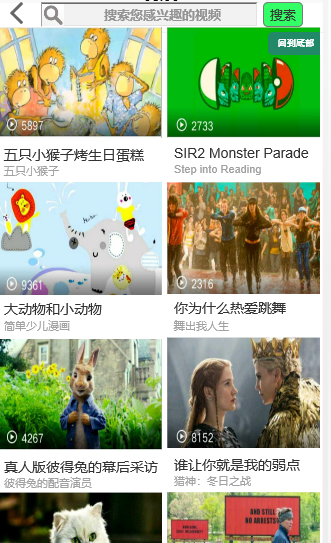 搜索您感兴趣的视频
搜索
回到底部
5897
2733
五只小猴子烤生日蛋糕
SIR2 Monster Parade
五只小猴子
Step into Reading
9361
2316
大动物和小动物
你为什么热爱跳舞
简单少儿漫画
舞出我人生
4267
8152
真人版彼得兔的幕后采访
谁让你就是我的弱点
彼得兔的配音演员
猎神：冬日之战
AND STILL
NO ARRESTS?